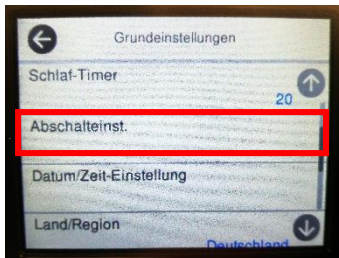 Grundeinstellungen
Schlaf-Timer
20
Abschalteinst.
Datum/Zeit-Einstellung
Land/Region
Deutschland